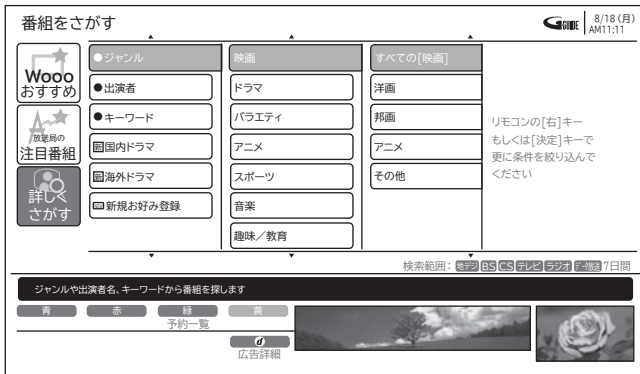 番組をさがす
G GUIDE
8/18(月)
AM11:11
Wooo
おすすめ
放送局の
注目番組
詳しく
さがす
●ジャンル
●出演者
●キーワード
国内ドラマ
海外ドラマ
新規お好み登録
映画
ドラマ
バラエティ
アニメ
スポーツ
音楽
趣味／教育
すべての[映画]
洋画
邦画
アニメ
その他
リモコンの[右]キー
もしくは[決定]キーで
更に条件を絞り込んで
ください
検索範囲：地デジ BS CS テレビ ラジオ データ放送 7日間
ジャンルや出演者名、キーワードから番組を探します
青 赤 緑 黄
予約一覧
d
広告詳細